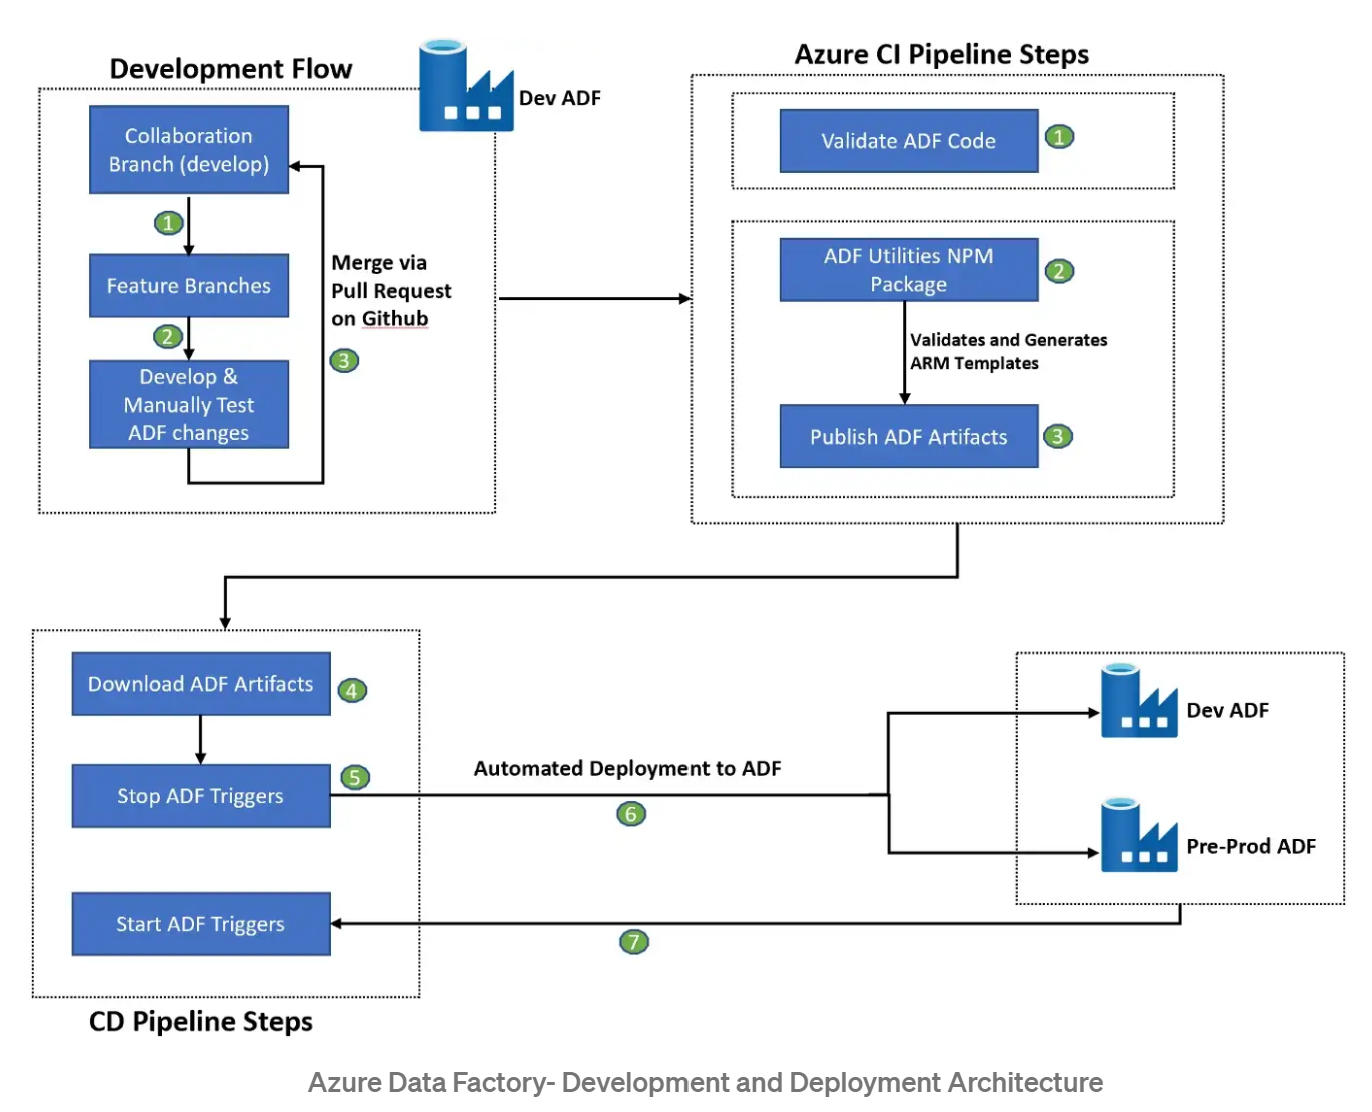 Development Flow
Dev ADF
Collaboration
Branch (develop)
1
Feature Branches
2
Develop &
Manually Test
ADF changes
Merge via
Pull Request
on Github
3
Azure CI Pipeline Steps
Validate ADF Code
1
ADF Utilities NPM
Package
2
Validates and Generates
ARM Templates
Publish ADF Artifacts
3
Download ADF Artifacts
4
Stop ADF Triggers
5
Automated Deployment to ADF
6
Dev ADF
Pre-Prod ADF
Start ADF Triggers
7
CD Pipeline Steps
Azure Data Factory- Development and Deployment Architecture